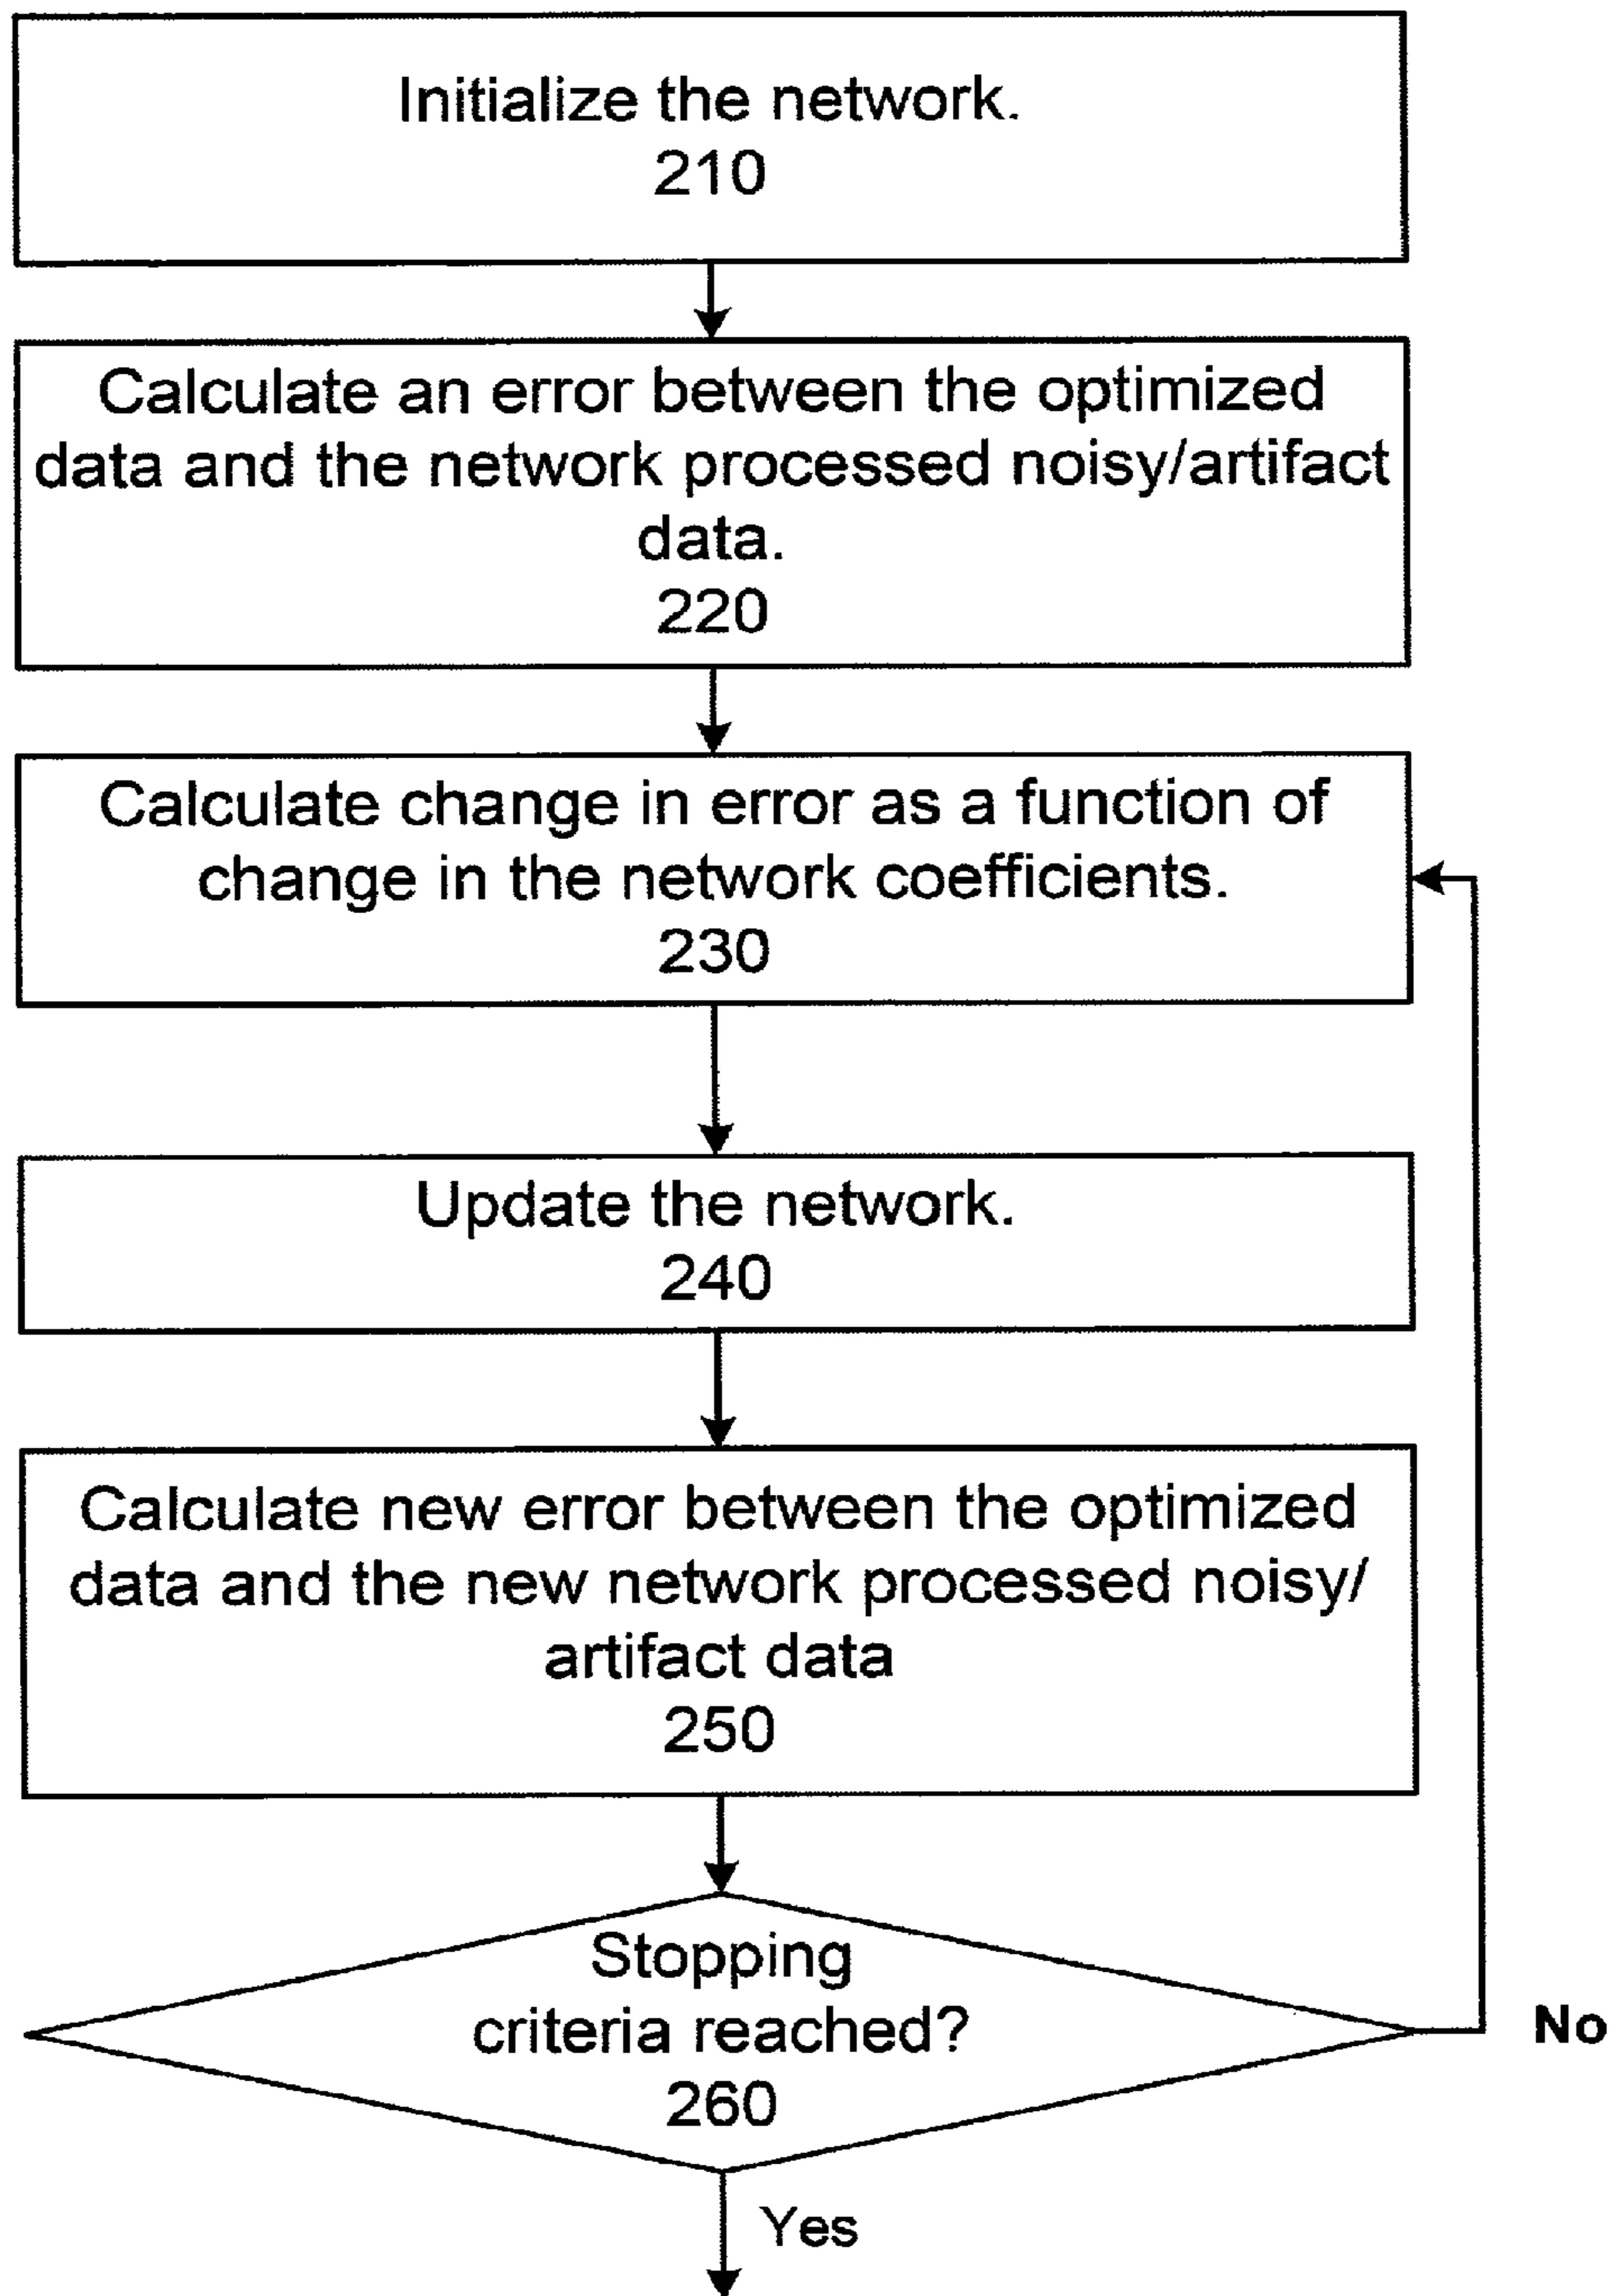 Initialize the network.
210
Calculate an error between the optimized
data and the network processed noisy/artifact
data.
220
Calculate change in error as a function of
change in the network coefficients.
230
Update the network.
240
Calculate new error between the optimized
data and the new network processed noisy/
artifact data
250
Stopping
criteria reached?
260
No
Yes